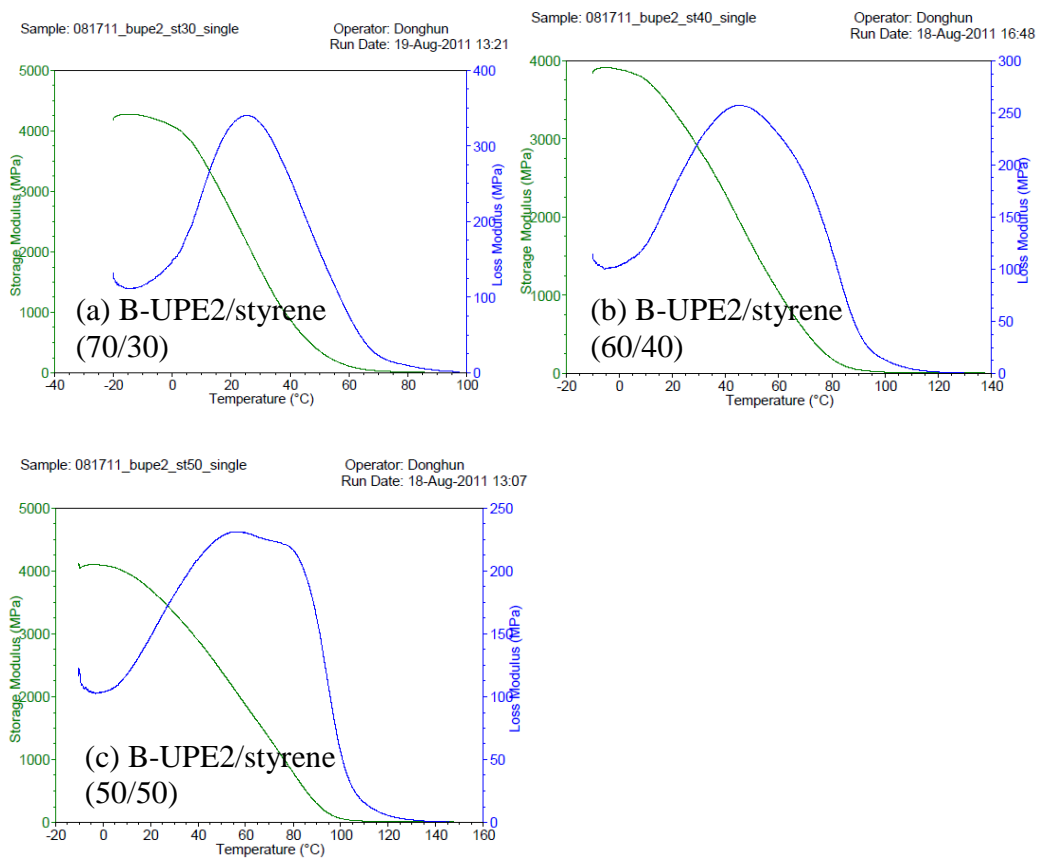 Sample: 081711_bupe2_st30_single
Operator: Donghun
Run Date: 19-Aug-2011 13:21
5000
4000
3000
2000
1000
0
Storage Modulus (MPa)
400
300
200
100
0
Loss Modulus (MPa)
(a) B-UPE2/styrene
(70/30)
-40 -20 0 20 40 60 80 100
Temperature (°C)
Sample: 081711_bupe2_st40_single
Operator: Donghun
Run Date: 18-Aug-2011 16:48
4000
3000
2000
1000
0
Storage Modulus (MPa)
300
250
200
150
100
50
0
Loss Modulus (MPa)
(b) B-UPE2/styrene
(60/40)
-20 0 20 40 60 80 100 120 140
Temperature (°C)
Sample: 081711_bupe2_st50_single
Operator: Donghun
Run Date: 18-Aug-2011 13:07
5000
4000
3000
2000
1000
0
Storage Modulus (MPa)
250
200
150
100
50
0
Loss Modulus (MPa)
(c) B-UPE2/styrene
(50/50)
-20 0 20 40 60 80 100 120 140 160
Temperature (°C)